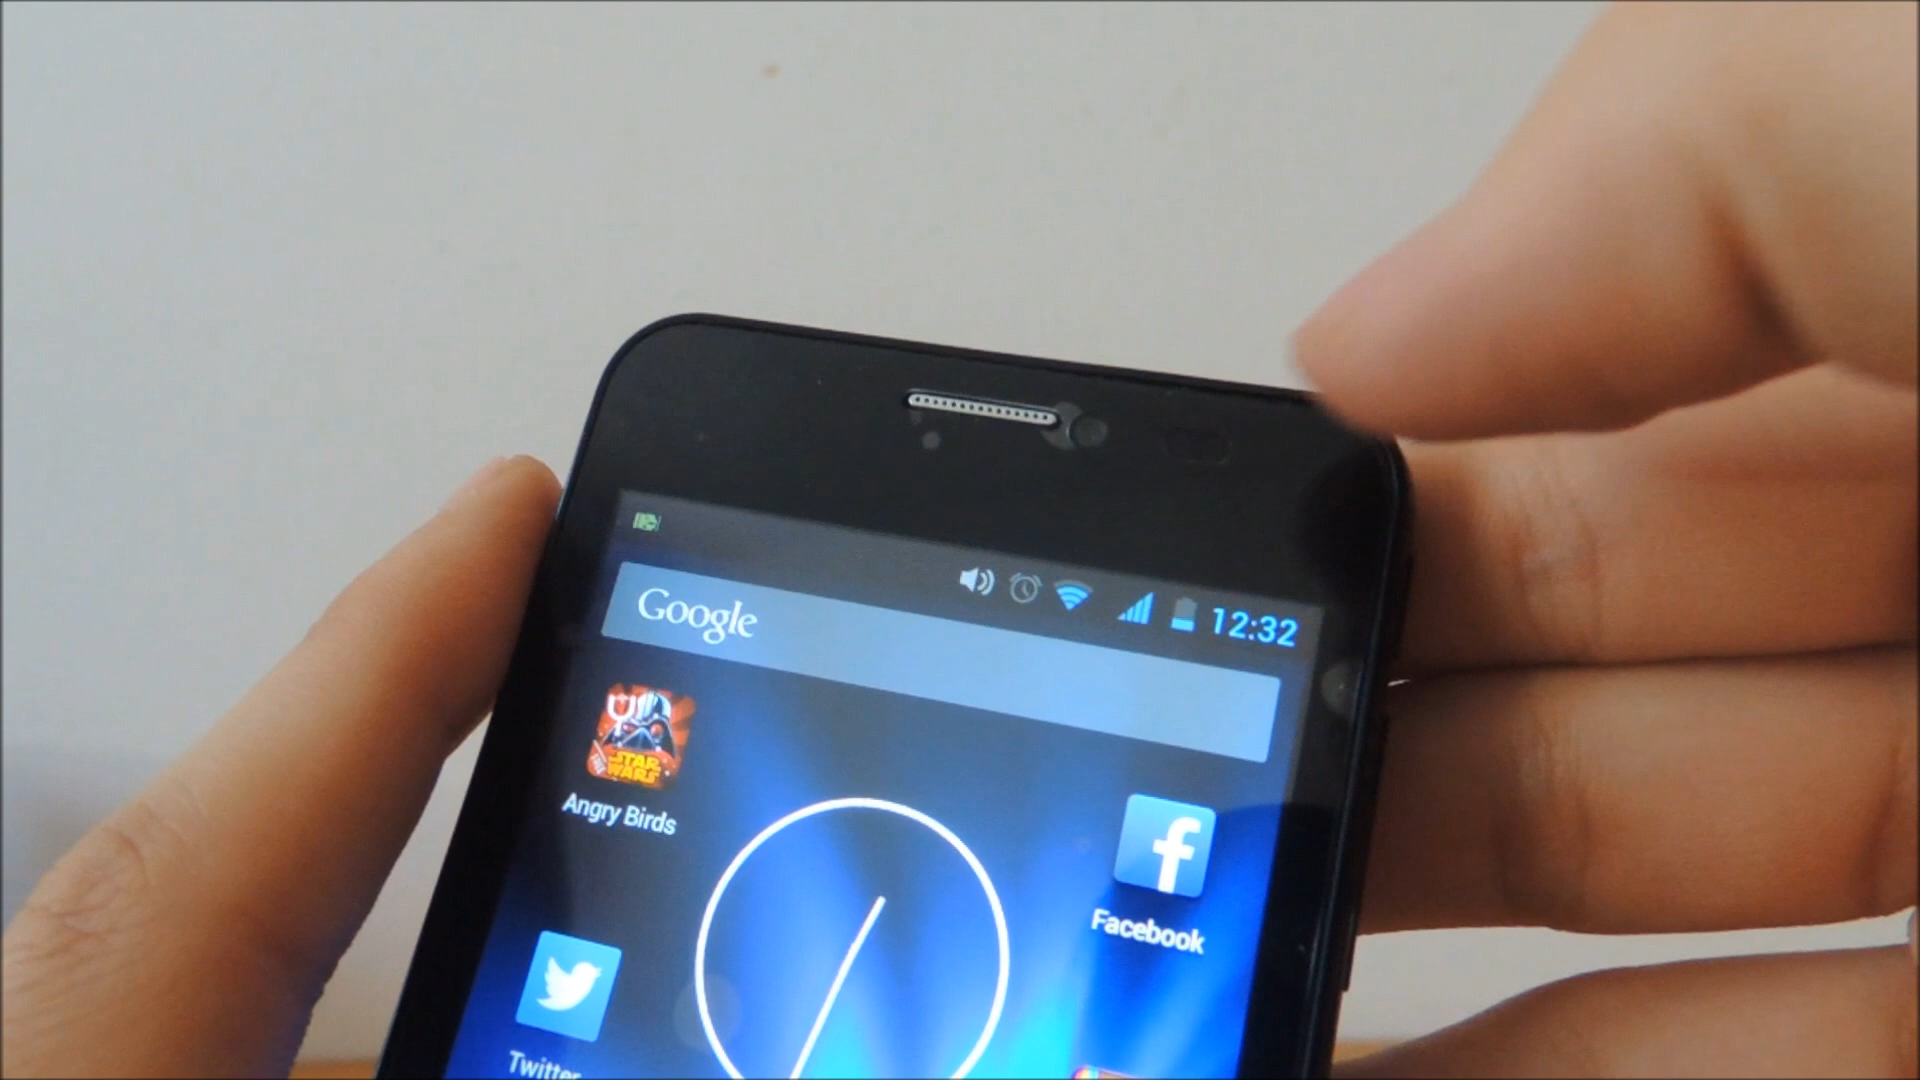 12:32
Google
STAR
WARS
Angry Birds
f
Facebook
Twitter